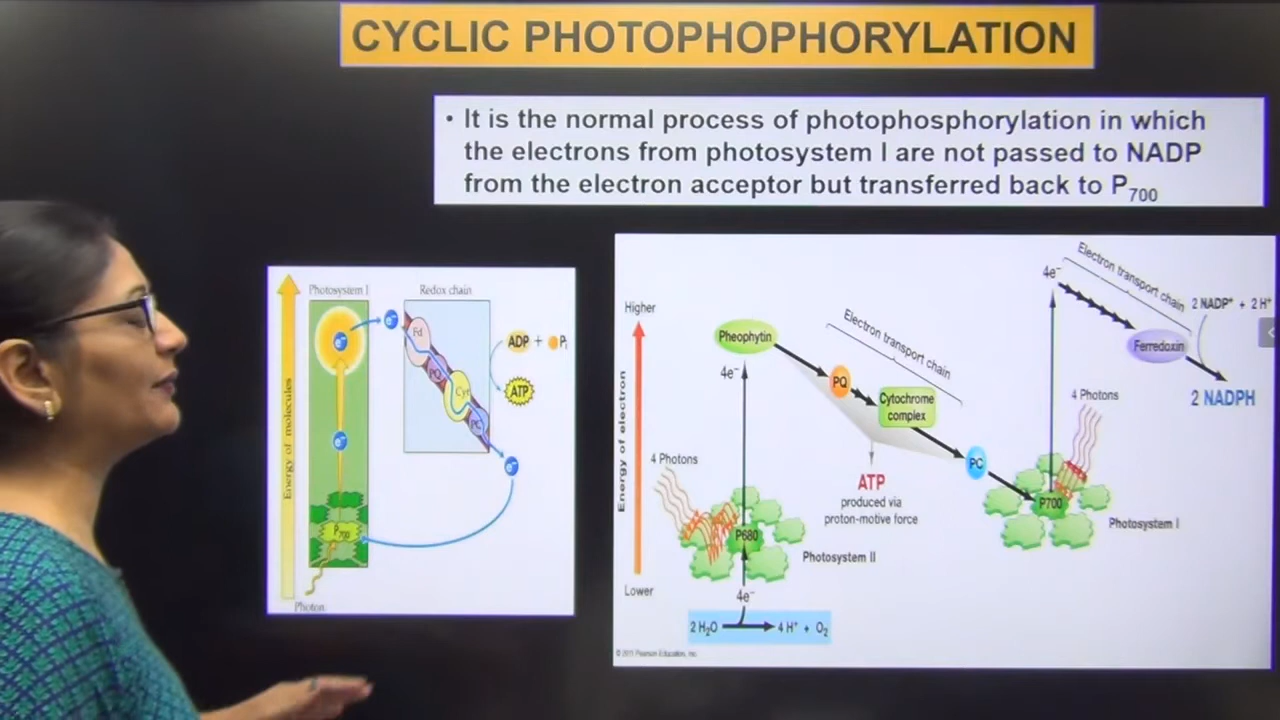 CYCLIC PHOTOPHOPHORYLATION
• It is the normal process of photophosphorylation in which
the electrons from photosystem I are not passed to NADP
from the electron acceptor but transferred back to P700
Photosystem I
Redox chain
Energy of molecules
e⁻
e⁻
e⁻
Fd
PQ
Cyt
PC
ADP + Pi
ATP
e⁻
P700
Photon
Higher
Energy of electron
Lower
Pheophytin
4e⁻
4 Photons
P680
Photosystem II
4e⁻
2 H₂O
4 H⁺ + O₂
Electron transport chain
PQ
Cytochrome
complex
PC
ATP
produced via
proton-motive force
4e⁻
Electron transport chain
2 NADP⁺ + 2 H⁺
Ferredoxin
2 NADPH
4 Photons
P700
Photosystem I
© 2011 Pearson Education, Inc.